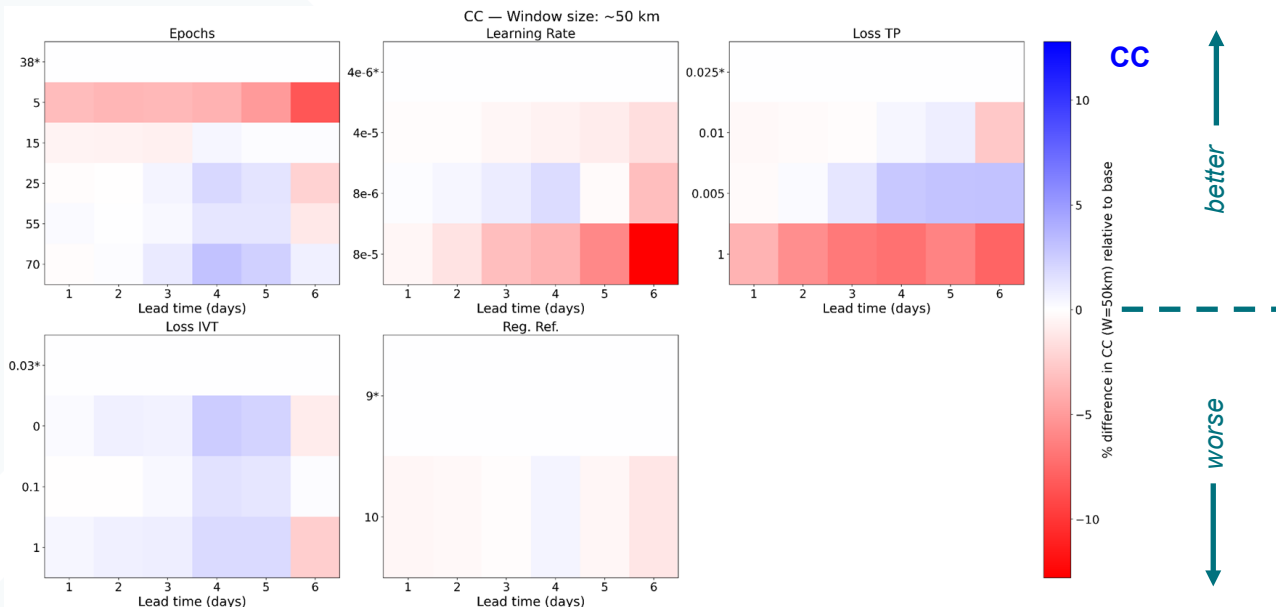 CC — Window size: ~50 km
Epochs
38*
5
15
25
55
70
1 2 3 4 5 6
Lead time (days)
Learning Rate
4e-6*
4e-5
8e-6
8e-5
1 2 3 4 5 6
Lead time (days)
Loss TP
0.025*
0.01
0.005
1
1 2 3 4 5 6
Lead time (days)
Loss IVT
0.03*
0
0.1
1
1 2 3 4 5 6
Lead time (days)
Reg. Ref.
9*
10
1 2 3 4 5 6
Lead time (days)
10
5
0
−5
−10
% difference in CC (W=50km) relative to base
CC
better
worse